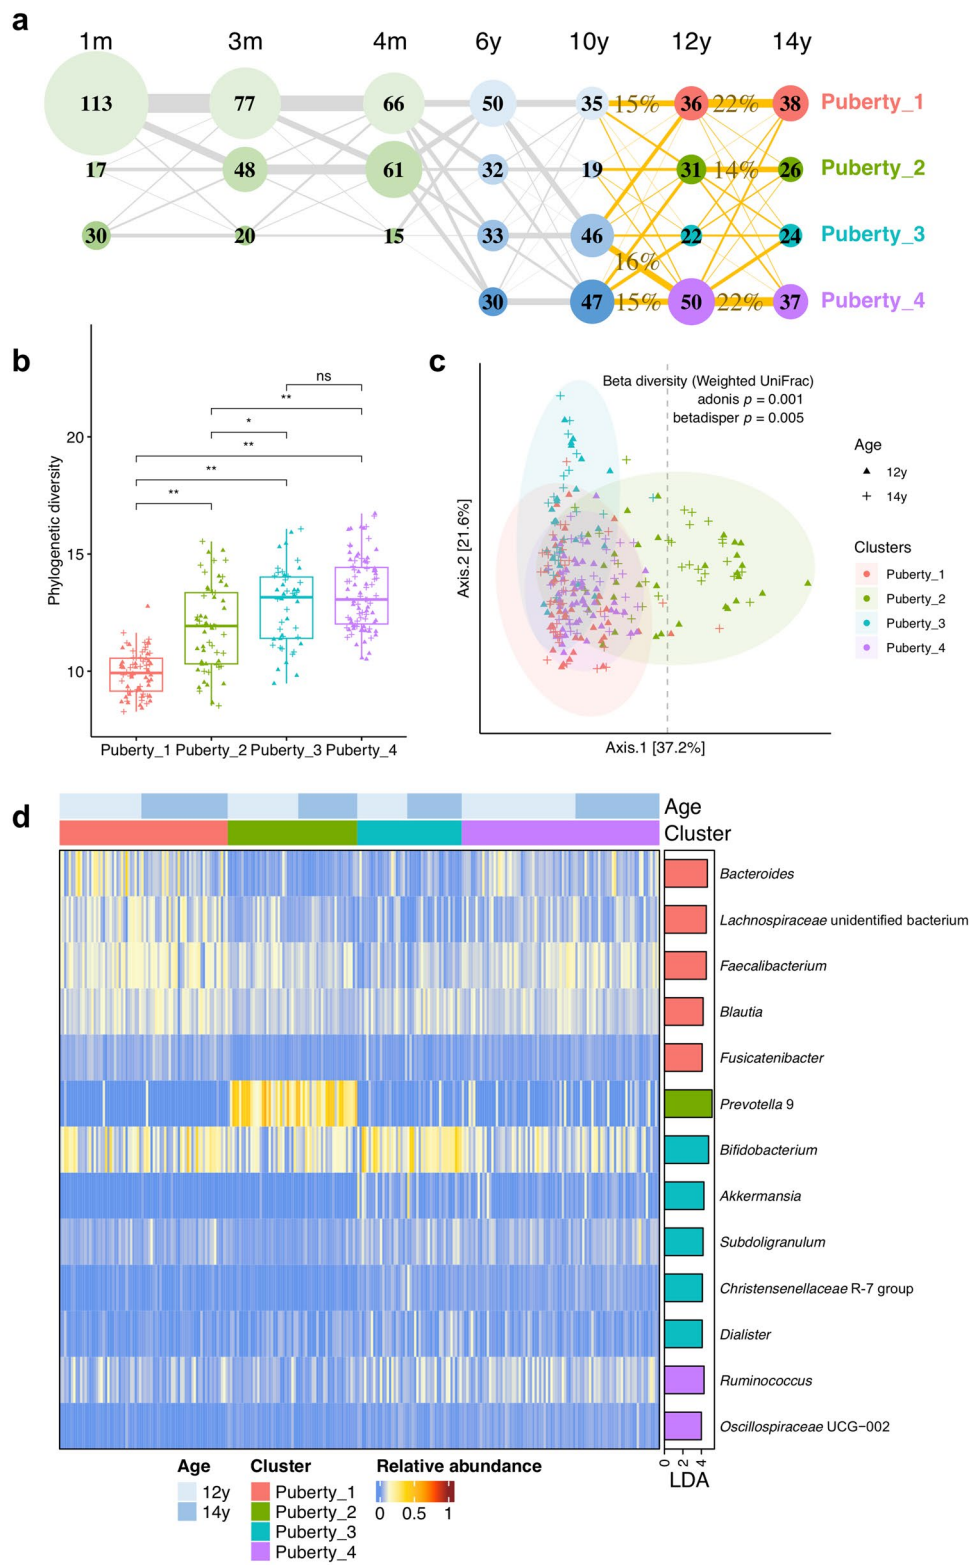 a
1m 3m 4m 6y 10y 12y 14y
113 77 66 50 35 15% 36 22% 38 Puberty_1
17 48 61 32 19 31 14% 26 Puberty_2
30 20 15 33 46 22 24 Puberty_3
16%
30 47 15% 50 22% 37 Puberty_4
b
ns
**
*
**
**
**
20
15
10
Phylogenetic diversity
Puberty_1 Puberty_2 Puberty_3 Puberty_4
c
Beta diversity (Weighted UniFrac)
adonis p = 0.001
betadisper p = 0.005
Axis.2 [21.6%]
Axis.1 [37.2%]
Age
12y
14y
Clusters
Puberty_1
Puberty_2
Puberty_3
Puberty_4
d
Age
Cluster
Bacteroides
Lachnospiraceae unidentified bacterium
Faecalibacterium
Blautia
Fusicatenibacter
Prevotella 9
Bifidobacterium
Akkermansia
Subdoligranulum
Christensenellaceae R-7 group
Dialister
Ruminococcus
Oscillospiraceae UCG-002
0 2 4
LDA
Age
12y
14y
Cluster
Puberty_1
Puberty_2
Puberty_3
Puberty_4
Relative abundance
0 0.5 1